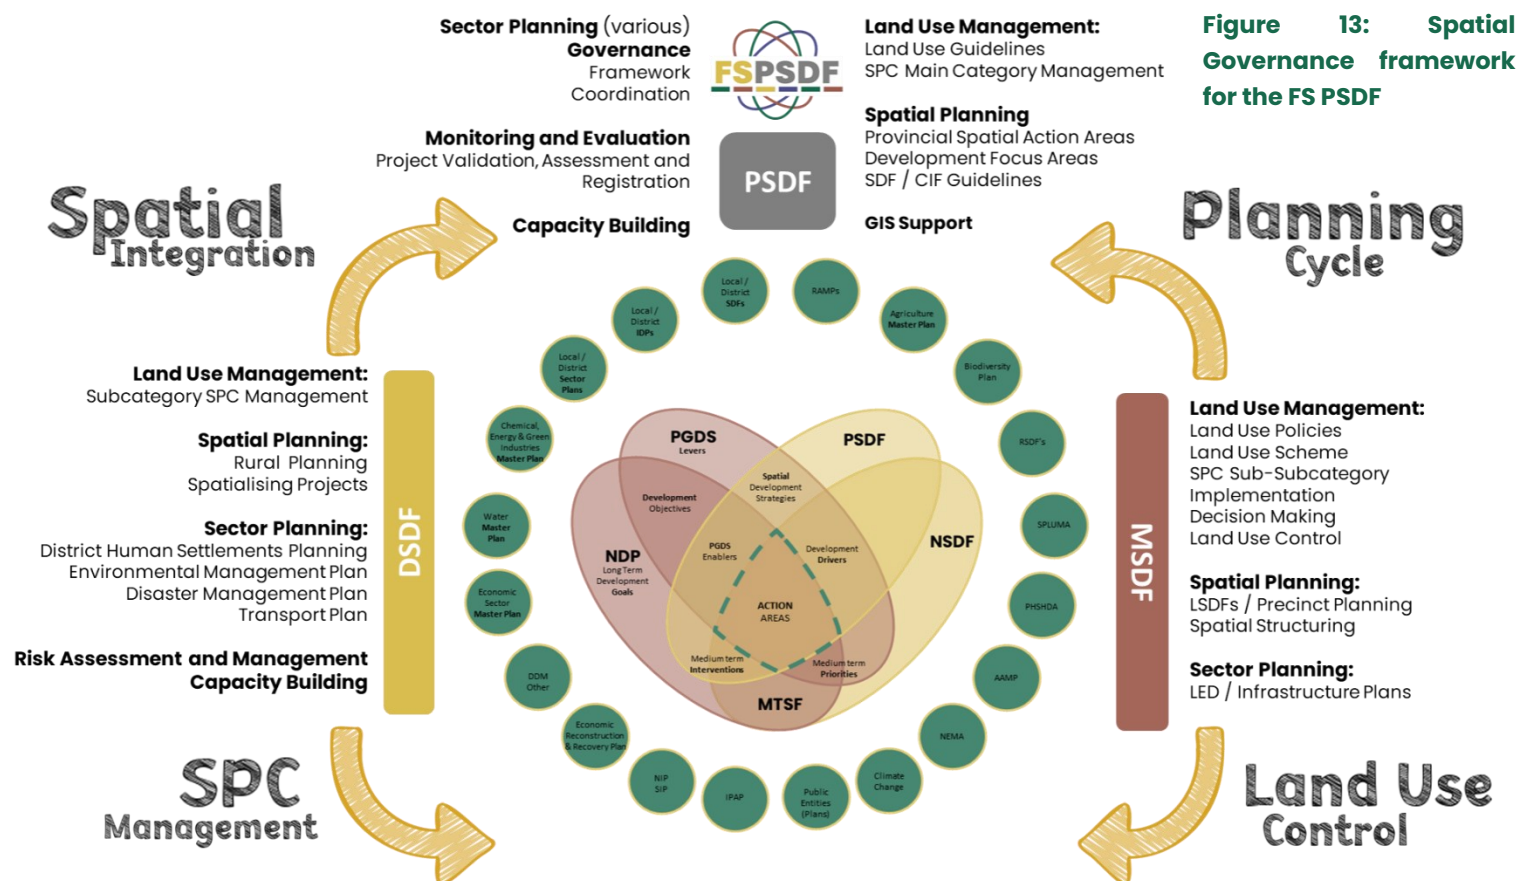 Figure 13: Spatial
Governance framework
for the FS PSDF
Sector Planning (various)
Governance
Framework
Coordination
Monitoring and Evaluation
Project Validation, Assessment and
Registration
Capacity Building
FSPSDF
PSDF
Land Use Management:
Land Use Guidelines
SPC Main Category Management
Spatial Planning
Provincial Spatial Action Areas
Development Focus Areas
SDF / CIF Guidelines
GIS Support
Spatial
Integration
Planning
Cycle
Land Use Management:
Subcategory SPC Management
Spatial Planning:
Rural Planning
Spatialising Projects
Sector Planning:
District Human Settlements Planning
Environmental Management Plan
Disaster Management Plan
Transport Plan
Risk Assessment and Management
Capacity Building
DSDF
Local /
District
SDFs
RAMPs
Agriculture
Master Plan
Biodiversity
Plan
RSDF's
SPLUMA
PHSHDA
AAMP
NEMA
Climate
Change
Public
Entities
(Plans)
IPAP
NIP
SIP
Economic
Reconstruction
& Recovery Plan
DDM
Other
Economic
Sector
Master Plan
Water
Master
Plan
Chemical,
Energy & Green
Industries
Master Plan
Local /
District
Sector
Plans
Local /
District
IDPs
PGDS
Levers
PSDF
Spatial
Development
Strategies
Development
Objectives
NDP
Long Term
Development
Goals
PGDS
Enablers
Development
Drivers
NSDF
ACTION
AREAS
Medium term
Interventions
Medium term
Priorities
MTSF
MSDF
Land Use Management:
Land Use Policies
Land Use Scheme
SPC Sub-Subcategory
Implementation
Decision Making
Land Use Control
Spatial Planning:
LSDFs / Precinct Planning
Spatial Structuring
Sector Planning:
LED / Infrastructure Plans
SPC
Management
Land Use
Control